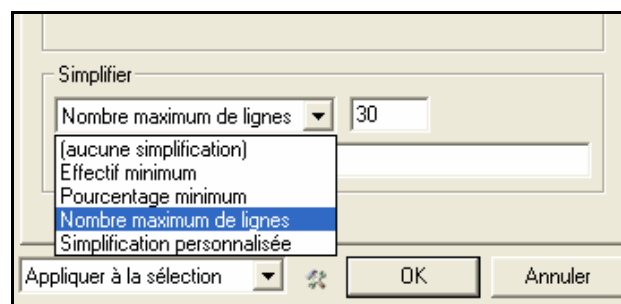 Simplifier
Nombre maximum de lignes 30
(aucune simplification)
Effectif minimum
Pourcentage minimum
Nombre maximum de lignes
Simplification personnalisée
Appliquer à la sélection OK Annuler